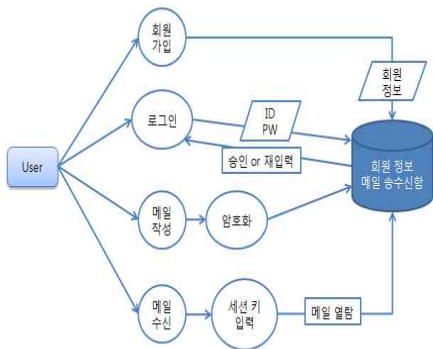 회원
가입
회원
정보
로그인
ID
PW
승인 or 재입력
User
회원 정보
메일 송수신함
메일
작성
암호화
메일
수신
세션 키
입력
메일 열람